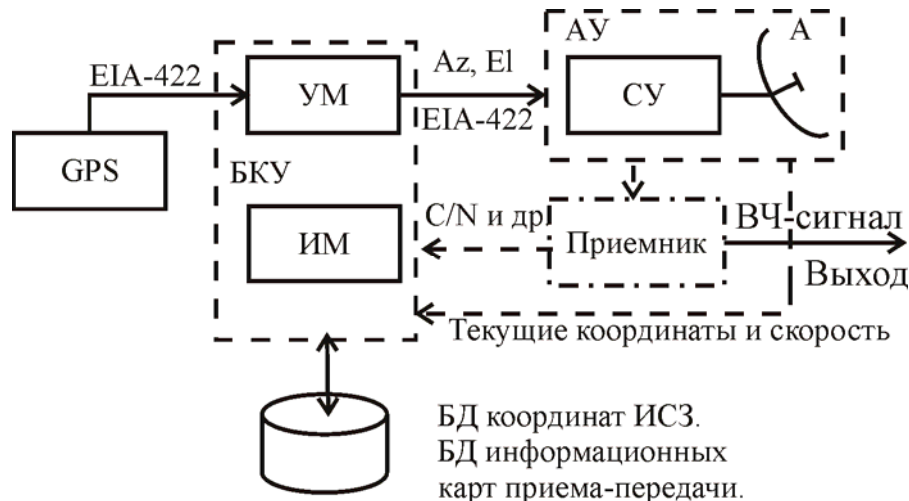 АУ
А
EIA-422
УМ
Az, El
EIA-422
СУ
GPS
БКУ
C/N и др
ИМ
Приемник
ВЧ-сигнал
Выход
Текущие координаты и скорость
БД координат ИСЗ.
БД информационных
карт приема-передачи.